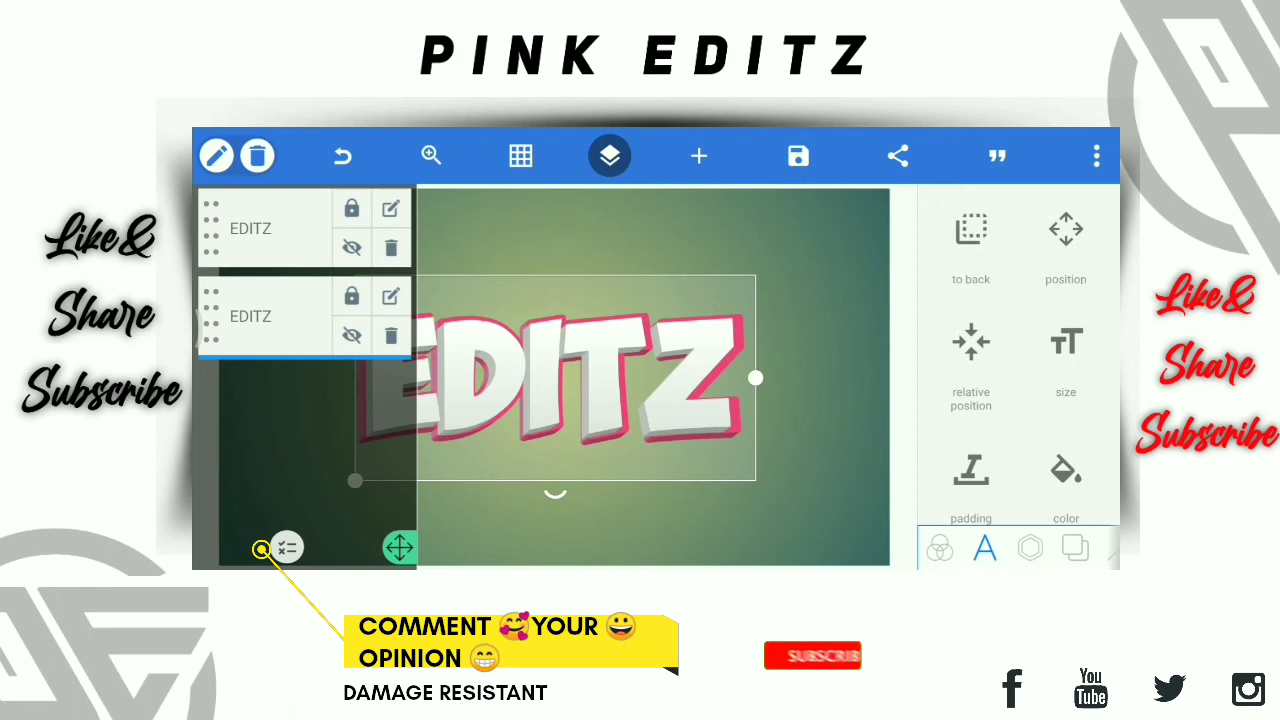 PINK EDITZ
EDITZ
EDITZ
EDITZ
to back
position
relative
position
size
padding
color
Like&
Share
Subscribe
Like&
Share
Subscribe
COMMENT 🥰YOUR 😀
OPINION 😁
DAMAGE RESISTANT
SUBSCRIB
You
Tube